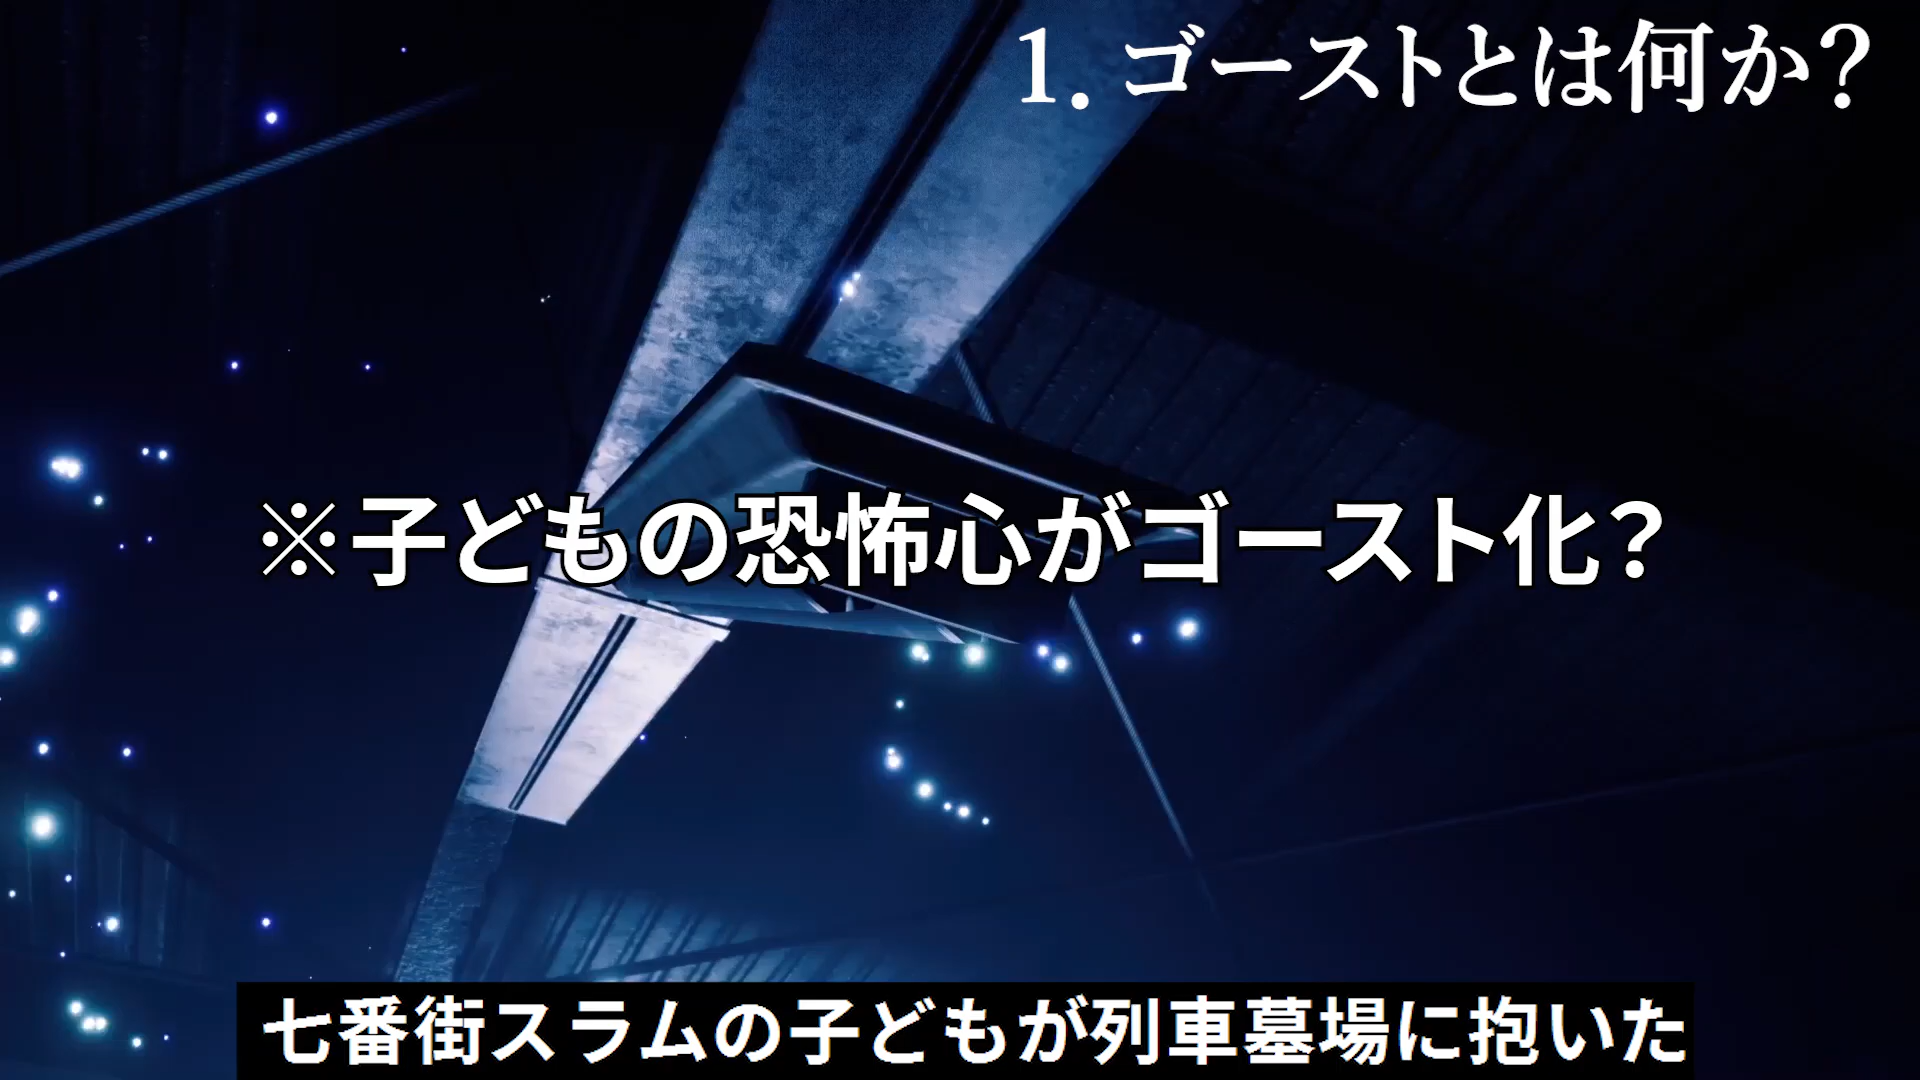 1. ゴーストとは何か？
※子どもの恐怖心がゴースト化？
七番街スラムの子どもが列車墓場に抱いた